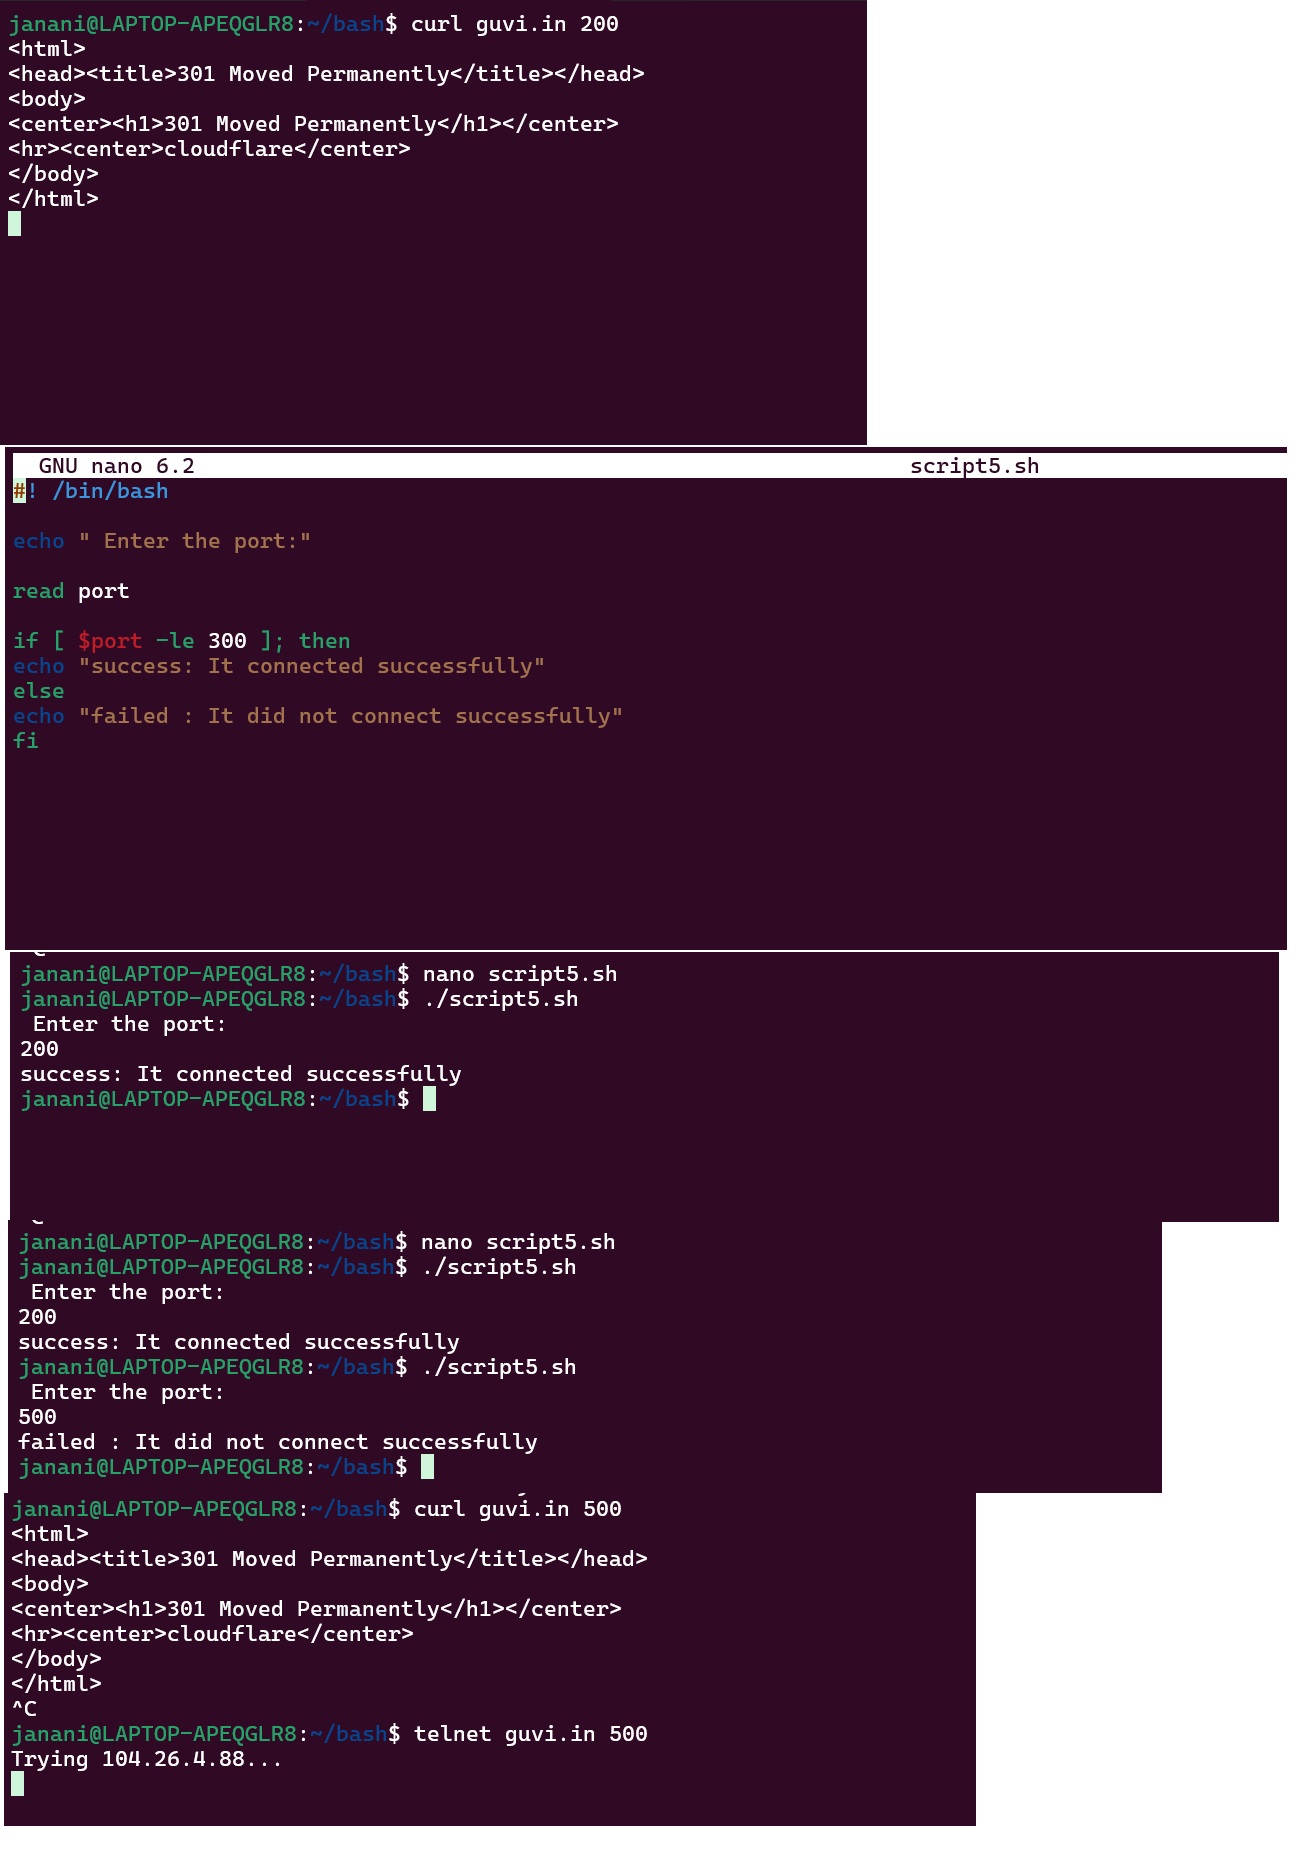 janani@LAPTOP-APEQGLR8:~/bash$ curl guvi.in 200
<html>
<head><title>301 Moved Permanently</title></head>
<body>
<center><h1>301 Moved Permanently</h1></center>
<hr><center>cloudflare</center>
</body>
</html>
GNU nano 6.2 script5.sh
#! /bin/bash
echo " Enter the port:"
read port
if [ $port -le 300 ]; then
echo "success: It connected successfully"
else
echo "failed : It did not connect successfully"
fi
janani@LAPTOP-APEQGLR8:~/bash$ nano script5.sh
janani@LAPTOP-APEQGLR8:~/bash$ ./script5.sh
 Enter the port:
200
success: It connected successfully
janani@LAPTOP-APEQGLR8:~/bash$
janani@LAPTOP-APEQGLR8:~/bash$ nano script5.sh
janani@LAPTOP-APEQGLR8:~/bash$ ./script5.sh
 Enter the port:
200
success: It connected successfully
janani@LAPTOP-APEQGLR8:~/bash$ ./script5.sh
 Enter the port:
500
failed : It did not connect successfully
janani@LAPTOP-APEQGLR8:~/bash$
janani@LAPTOP-APEQGLR8:~/bash$ curl guvi.in 500
<html>
<head><title>301 Moved Permanently</title></head>
<body>
<center><h1>301 Moved Permanently</h1></center>
<hr><center>cloudflare</center>
</body>
</html>
^C
janani@LAPTOP-APEQGLR8:~/bash$ telnet guvi.in 500
Trying 104.26.4.88...